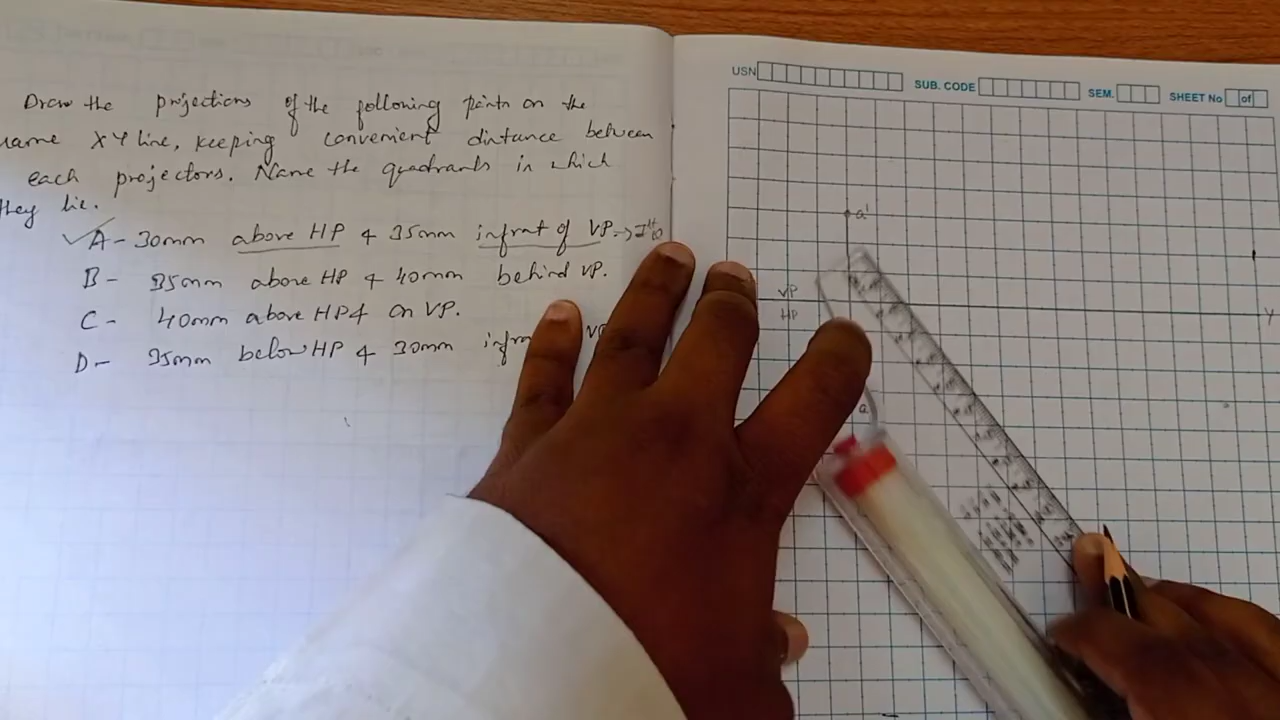 Draw the projections of the following points on the
same XY line, keeping convenient distance between
each projectors. Name the quadrants in which
they lie.
A- 30mm above HP & 35mm infront of VP. →
B- 35mm above HP & 40mm behind VP.
C- 40mm above HP & on VP.
D- 35mm below HP & 30mm
USN
SUB. CODE
SEM.
SHEET No of
a'
VP
HP
Y
a